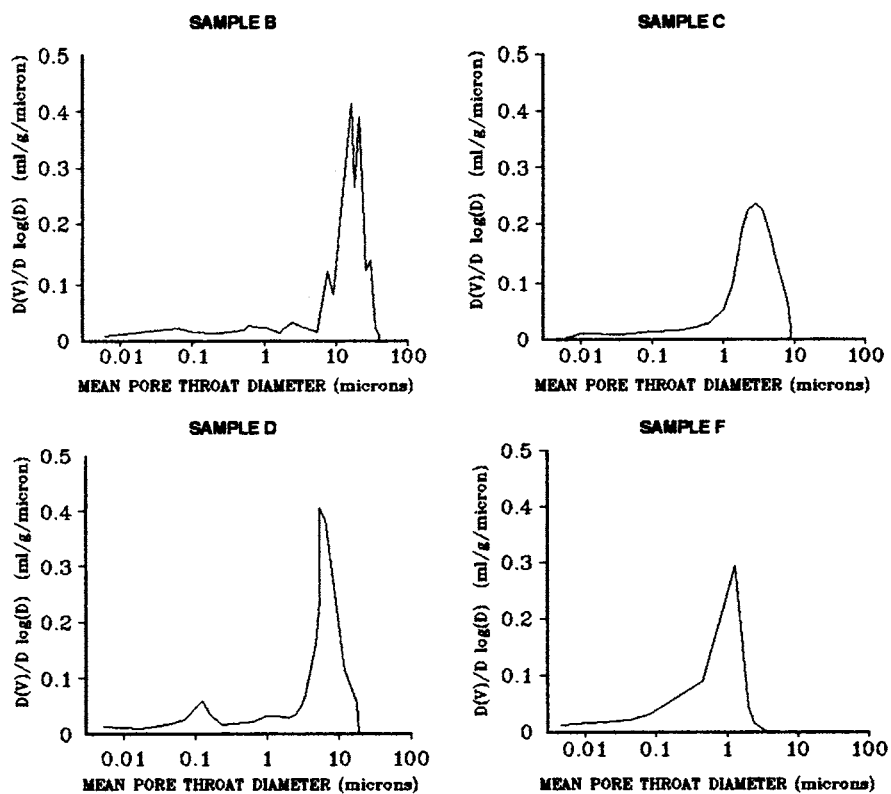 SAMPLE B
0.5
0.4
0.3
0.2
0.1
0
D(V)/D log(D) (ml/g/micron)
0.01 0.1 1 10 100
MEAN PORE THROAT DIAMETER (microns)
SAMPLE C
0.5
0.4
0.3
0.2
0.1
0
D(V)/D log(D) (ml/g/micron)
0.01 0.1 1 10 100
MEAN PORE THROAT DIAMETER (microns)
SAMPLE D
0.5
0.4
0.3
0.2
0.1
0
D(V)/D log(D) (ml/g/micron)
0.01 0.1 1 10 100
MEAN PORE THROAT DIAMETER (microns)
SAMPLE F
0.5
0.4
0.3
0.2
0.1
0
D(V)/D log(D) (ml/g/micron)
0.01 0.1 1 10 100
MEAN PORE THROAT DIAMETER (microns)